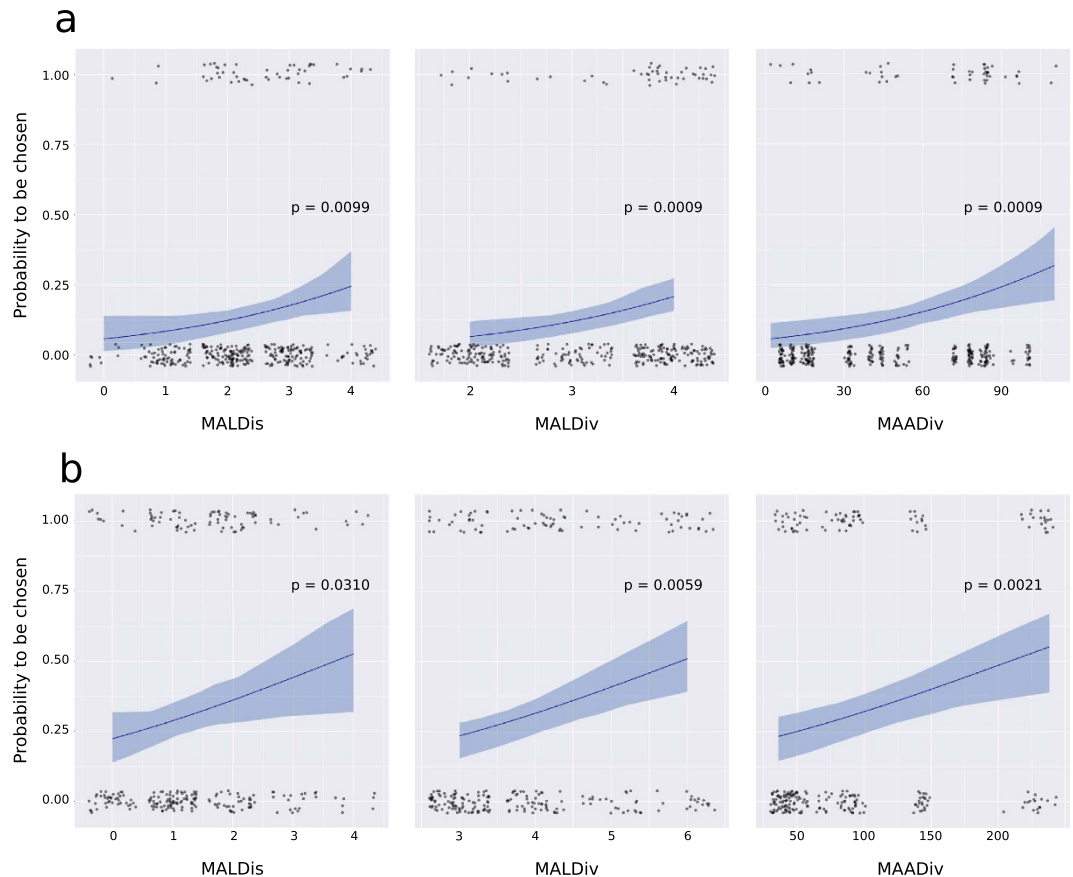 a
Probability to be chosen
1.00
0.75
0.50
0.25
0.00
p = 0.0099
0 1 2 3 4
MALDis
p = 0.0009
2 3 4
MALDiv
p = 0.0009
0 30 60 90
MAADiv
b
Probability to be chosen
1.00
0.75
0.50
0.25
0.00
p = 0.0310
0 1 2 3 4
MALDis
p = 0.0059
3 4 5 6
MALDiv
p = 0.0021
50 100 150 200
MAADiv